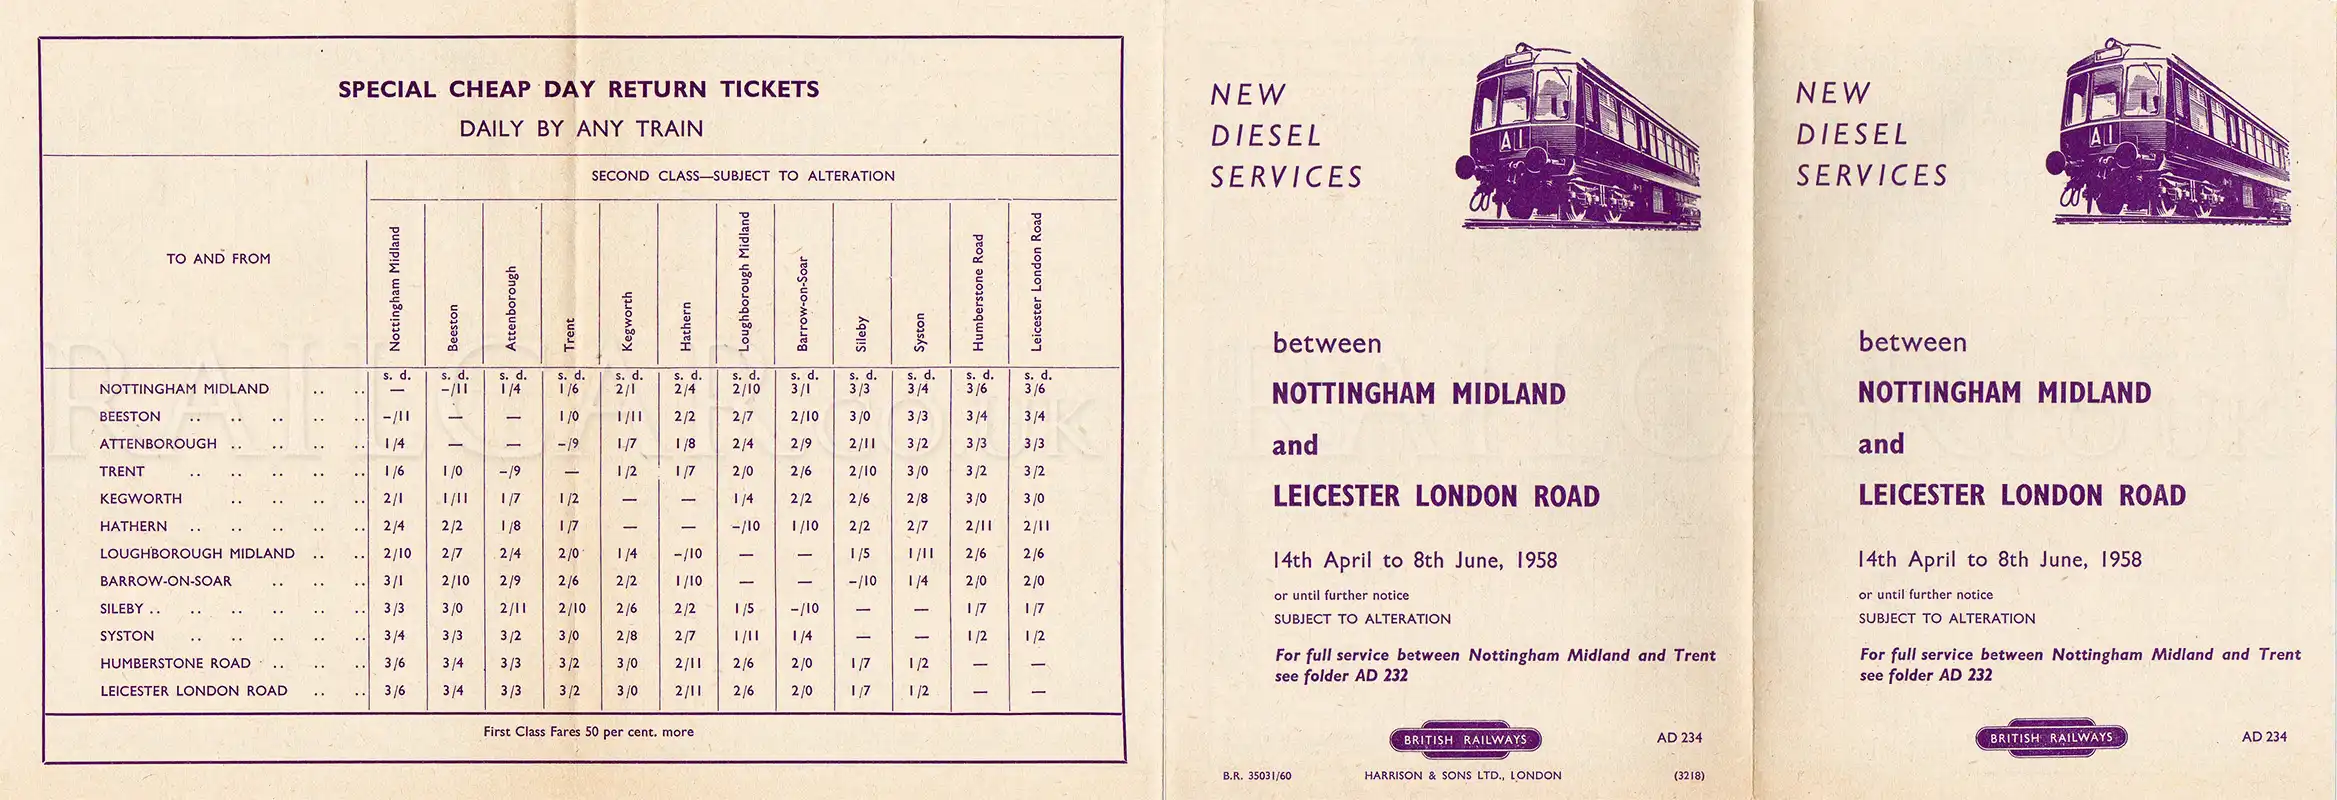 SPECIAL CHEAP DAY RETURN TICKETS
DAILY BY ANY TRAIN
SECOND CLASS—SUBJECT TO ALTERATION
TO AND FROM
Nottingham Midland
Beeston
Attenborough
Trent
Kegworth
Hathern
Loughborough Midland
Barrow-on-Soar
Sileby
Syston
Humberstone Road
Leicester London Road
s. d. s. d. s. d. s. d. s. d. s. d. s. d. s. d. s. d. s. d. s. d. s. d.
NOTTINGHAM MIDLAND .. .. — -/11 1/4 1/6 2/1 2/4 2/10 3/1 3/3 3/4 3/6 3/6
BEESTON .. .. .. .. .. -/11 — — 1/0 1/11 2/2 2/7 2/10 3/0 3/3 3/4 3/4
ATTENBOROUGH .. .. .. .. 1/4 — — -/9 1/7 1/8 2/4 2/9 2/11 3/2 3/3 3/3
TRENT .. .. .. .. .. 1/6 1/0 -/9 — 1/2 1/7 2/0 2/6 2/10 3/0 3/2 3/2
KEGWORTH .. .. .. .. 2/1 1/11 1/7 1/2 — — 1/4 2/2 2/6 2/8 3/0 3/0
HATHERN .. .. .. .. .. 2/4 2/2 1/8 1/7 — — -/10 1/10 2/2 2/7 2/11 2/11
LOUGHBOROUGH MIDLAND .. .. 2/10 2/7 2/4 2/0 1/4 -/10 — — 1/5 1/11 2/6 2/6
BARROW-ON-SOAR .. .. .. 3/1 2/10 2/9 2/6 2/2 1/10 — — -/10 1/4 2/0 2/0
SILEBY .. .. .. .. .. .. 3/3 3/0 2/11 2/10 2/6 2/2 1/5 -/10 — — 1/7 1/7
SYSTON .. .. .. .. .. 3/4 3/3 3/2 3/0 2/8 2/7 1/11 1/4 — — 1/2 1/2
HUMBERSTONE ROAD .. .. .. 3/6 3/4 3/3 3/2 3/0 2/11 2/6 2/0 1/7 1/2 — —
LEICESTER LONDON ROAD .. .. 3/6 3/4 3/3 3/2 3/0 2/11 2/6 2/0 1/7 1/2 — —
First Class Fares 50 per cent. more
NEW
DIESEL
SERVICES
A1
between
NOTTINGHAM MIDLAND
and
LEICESTER LONDON ROAD
14th April to 8th June, 1958
or until further notice
SUBJECT TO ALTERATION
For full service between Nottingham Midland and Trent
see folder AD 232
BRITISH RAILWAYS
AD 234
B.R. 35031/60 HARRISON & SONS LTD., LONDON (3218)
NEW
DIESEL
SERVICES
A1
between
NOTTINGHAM MIDLAND
and
LEICESTER LONDON ROAD
14th April to 8th June, 1958
or until further notice
SUBJECT TO ALTERATION
For full service between Nottingham Midland and Trent
see folder AD 232
BRITISH RAILWAYS
AD 234
RAILCAR.co.uk
RAILCAR.co.uk